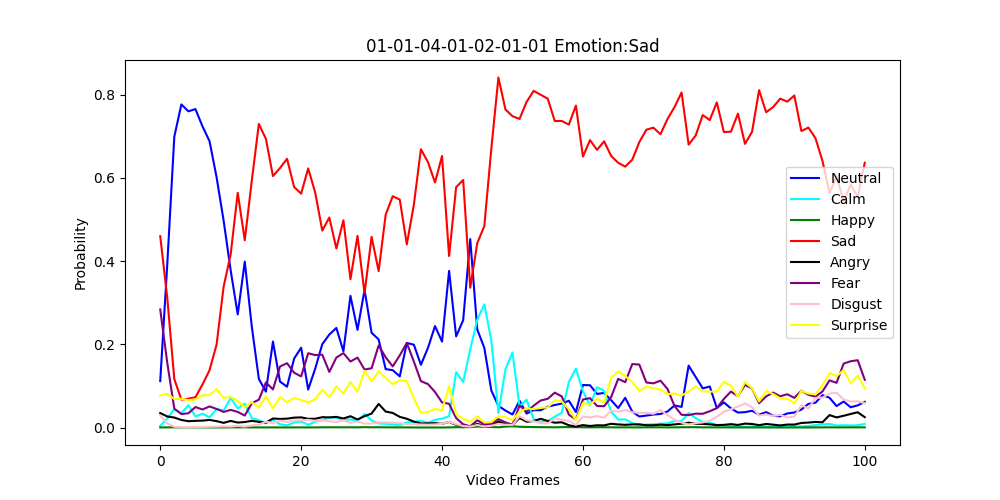 01-01-04-01-02-01-01 Emotion:Sad
Probability
0.8
0.6
0.4
0.2
0.0
0
20
40
60
80
100
Video Frames
Neutral
Calm
Happy
Sad
Angry
Fear
Disgust
Surprise